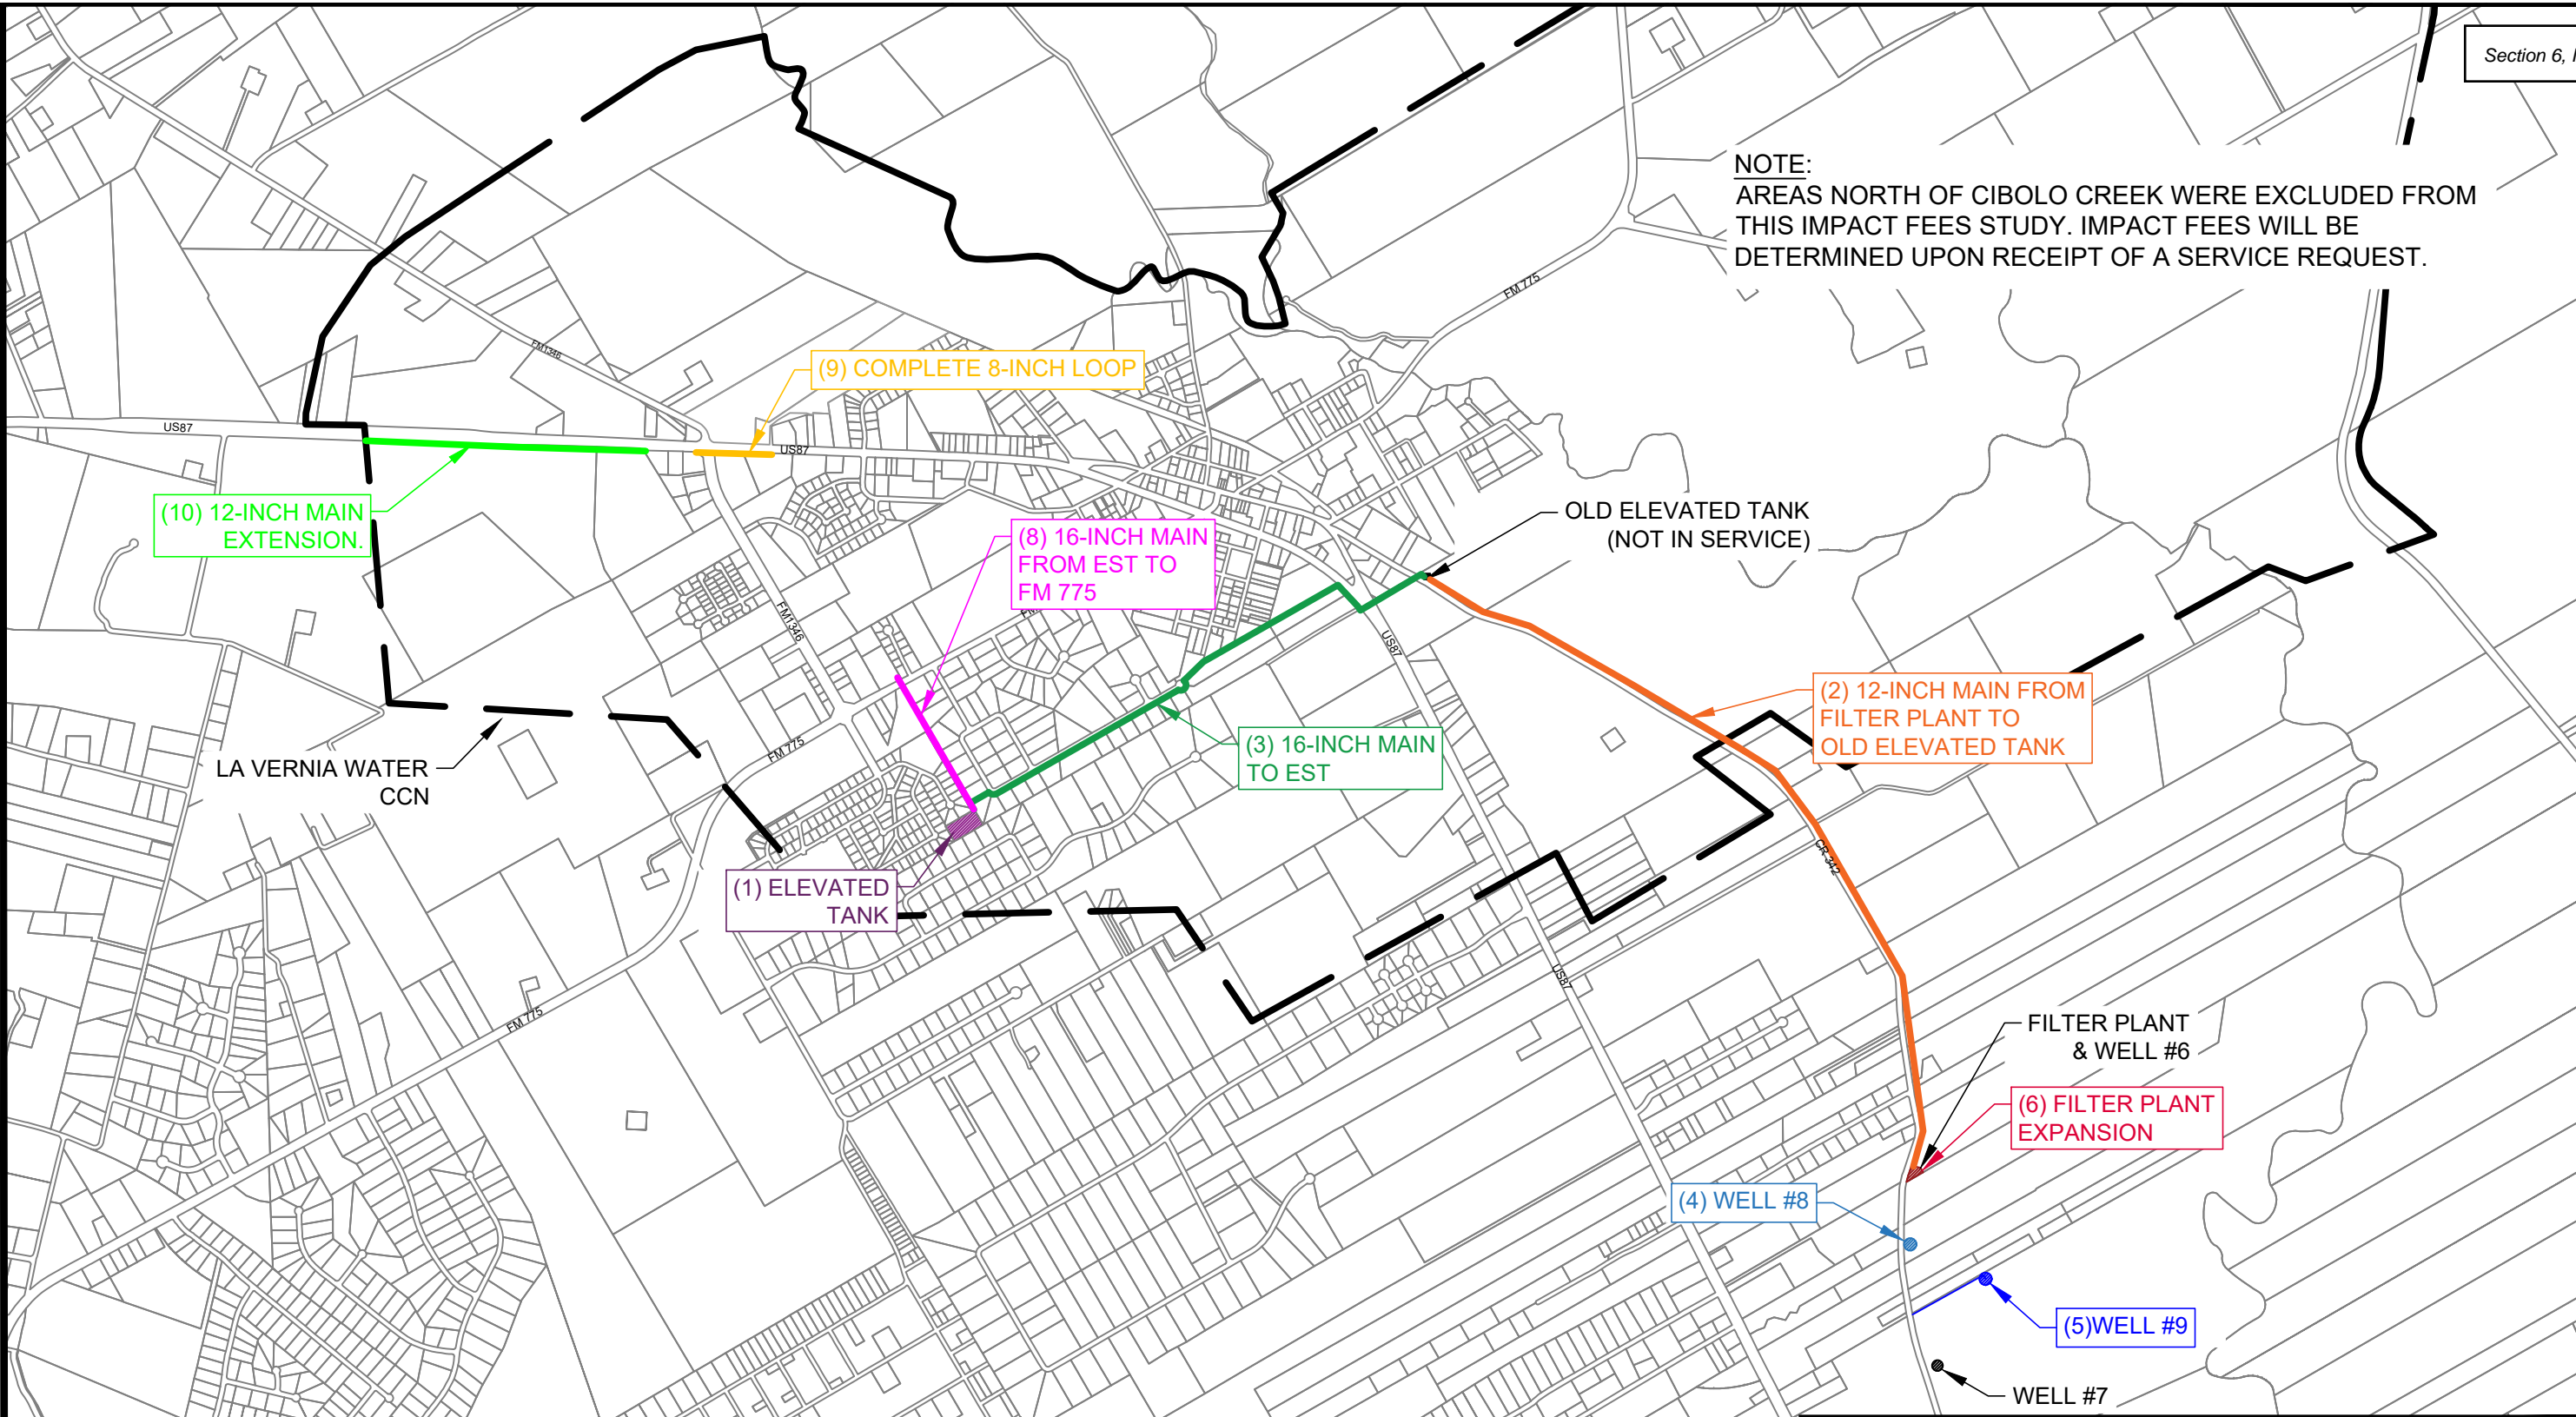 Section 6,
NOTE:
AREAS NORTH OF CIBOLO CREEK WERE EXCLUDED FROM
THIS IMPACT FEES STUDY. IMPACT FEES WILL BE
DETERMINED UPON RECEIPT OF A SERVICE REQUEST.
FM 775
FM1346
(9) COMPLETE 8-INCH LOOP
US87
US87
(10) 12-INCH MAIN
EXTENSION.
(8) 16-INCH MAIN
FROM EST TO
FM 775
OLD ELEVATED TANK
(NOT IN SERVICE)
FM1346
US87
(2) 12-INCH MAIN FROM
FILTER PLANT TO
OLD ELEVATED TANK
(3) 16-INCH MAIN
TO EST
FM 775
LA VERNIA WATER
CCN
(1) ELEVATED
TANK
CR 342
US87
FM 775
FILTER PLANT
& WELL #6
(6) FILTER PLANT
EXPANSION
(4) WELL #8
(5)WELL #9
WELL #7